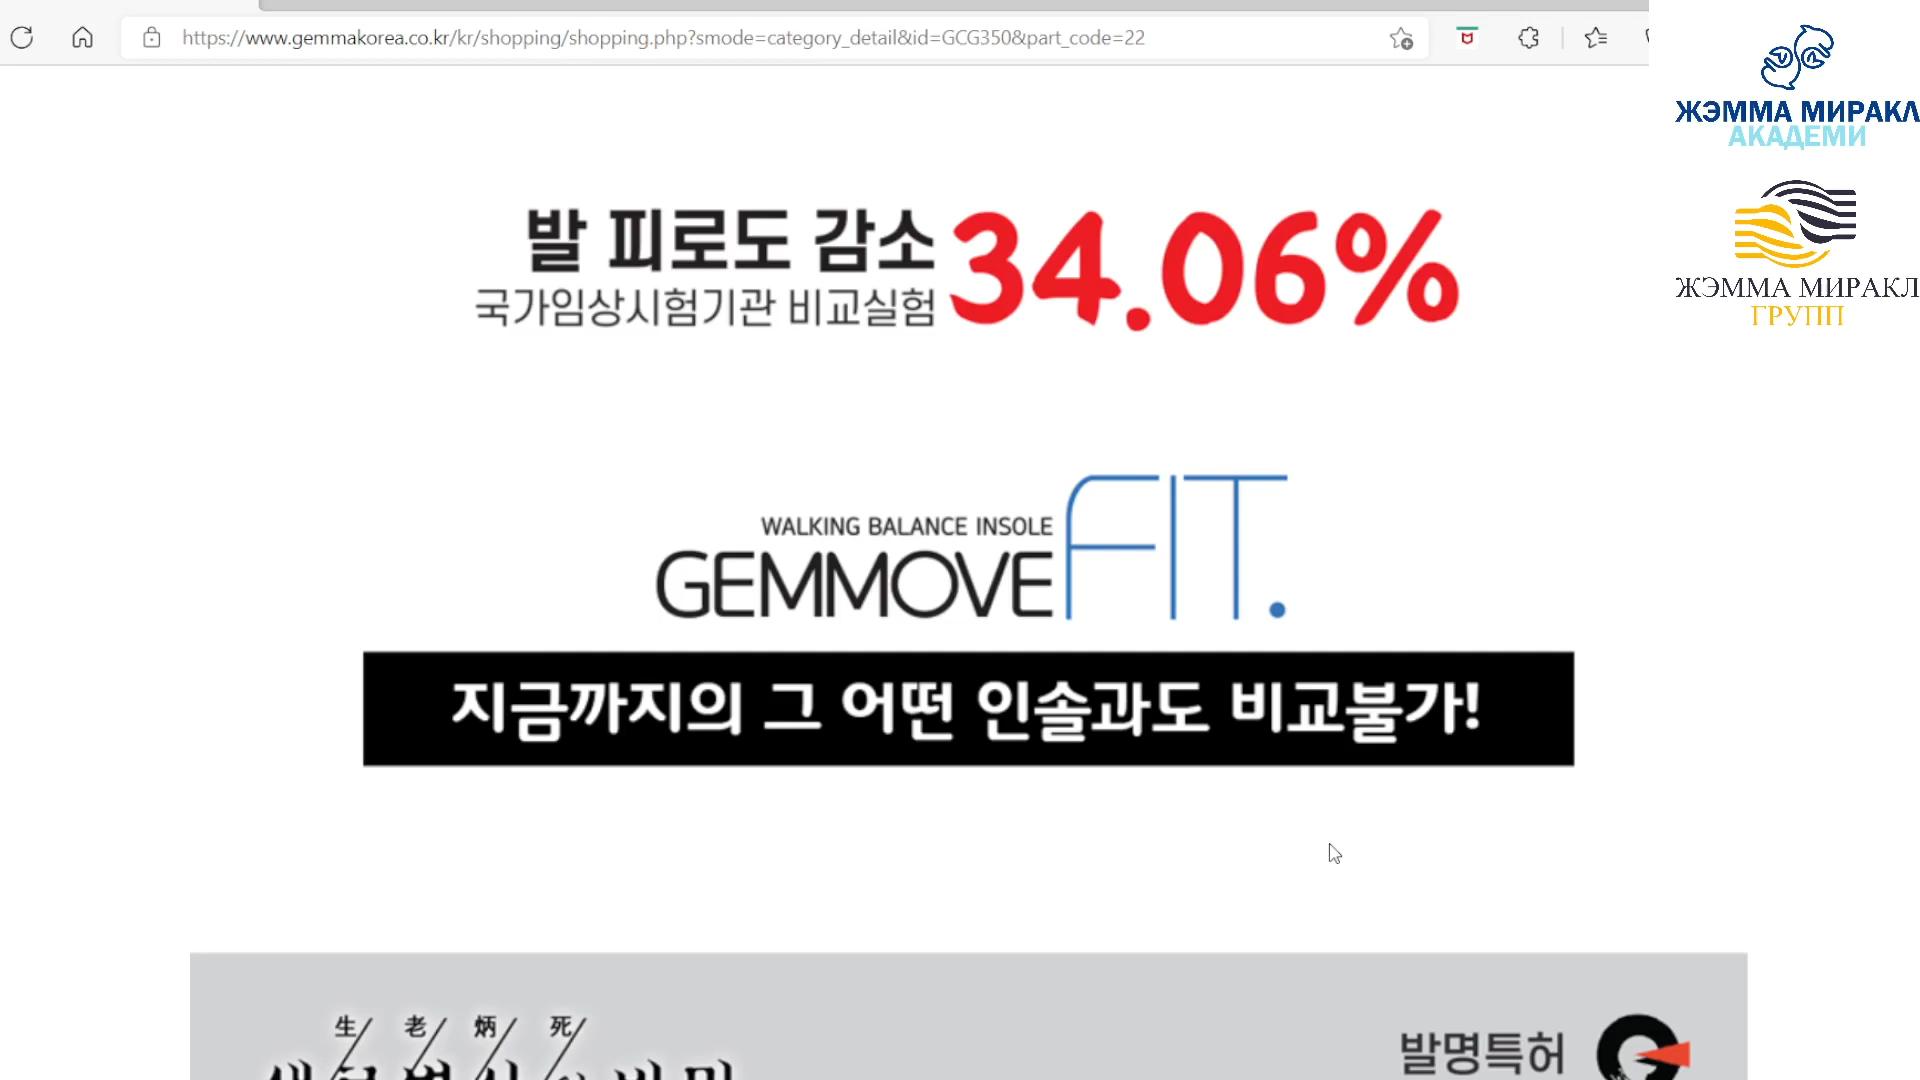 https://www.gemmakorea.co.kr/kr/shopping/shopping.php?smode=category_detail&id=GCG350&part_code=22
ЖЭММА МИРАКЛ
АКАДЕМИ
ЖЭММА МИРАКЛ
ГРУПП
발 피로도 감소
국가임상시험기관 비교실험
34.06%
WALKING BALANCE INSOLE
GEMMOVE FIT.
지금까지의 그 어떤 인솔과도 비교불가!
生 老 炳 死
발명특허